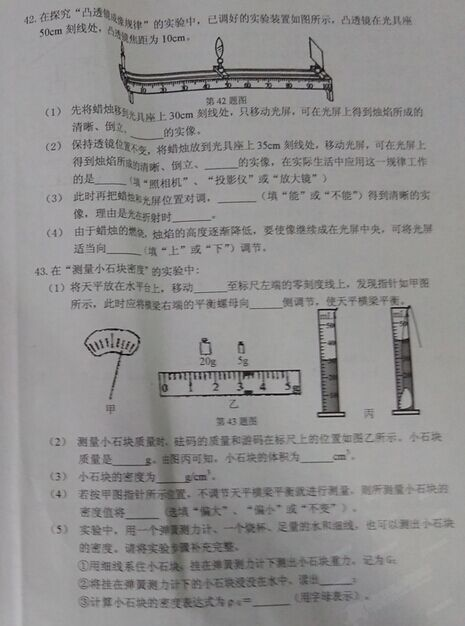 42.在探究“凸透镜成像规律”的实验中，已调好的实验装置如图所示，凸透镜在光具座
50cm 刻线处，凸透镜焦距为 10cm。
第 42 题图
(1) 先将蜡烛移到光具座上 30cm 刻线处，只移动光屏，可在光屏上得到烛焰所成的
清晰、倒立、______的实像。
(2) 保持透镜位置不变，将蜡烛放到光具座上 35cm 刻线处，移动光屏，可在光屏上
得到烛焰所成的清晰、倒立、______的实像，在实际生活中应用这一规律工作
的是______(填“照相机”、“投影仪”或“放大镜”)
(3) 此时再把蜡烛和光屏位置对调，______(填“能”或“不能”)得到清晰的实
像，理由是光在折射时______。
(4) 由于蜡烛的燃烧，烛焰的高度逐渐降低，要使像继续成在光屏中央，可将光屏
适当向______(填“上”或“下”)调节。
43.在“测量小石块密度”的实验中:
(1) 将天平放在水平台上，移动______至标尺左端的零刻度线上，发现指针如甲图
所示，此时应将横梁右端的平衡螺母向______侧调节，使天平横梁平衡。
20g 5g
0 1 2 3 4 5g
甲 乙 丙
第 43 题图
(2) 测量小石块质量时，砝码的质量和游码在标尺上的位置如图乙所示，小石块
质量是______g。由图丙可知，小石块的体积为______cm³。
(3) 小石块的密度为______g/cm³。
(4) 若按甲图指针所示位置，不调节天平横梁平衡就进行测量，则所测量小石块的
密度值将______(选填“偏大”、“偏小”或“不变”)。
(5) 实验中，用一个弹簧测力计、一个烧杯、足量的水和细线，也可以测出小石块
的密度。请将实验步骤补充完整。
①用细线系住小石块，挂在弹簧测力计下测出小石块重力，记为 G;
②将挂在弹簧测力计下的小石块浸没在水中，读出______;
③计算小石块的密度表达式为 ρ石=______(用字母表示)。